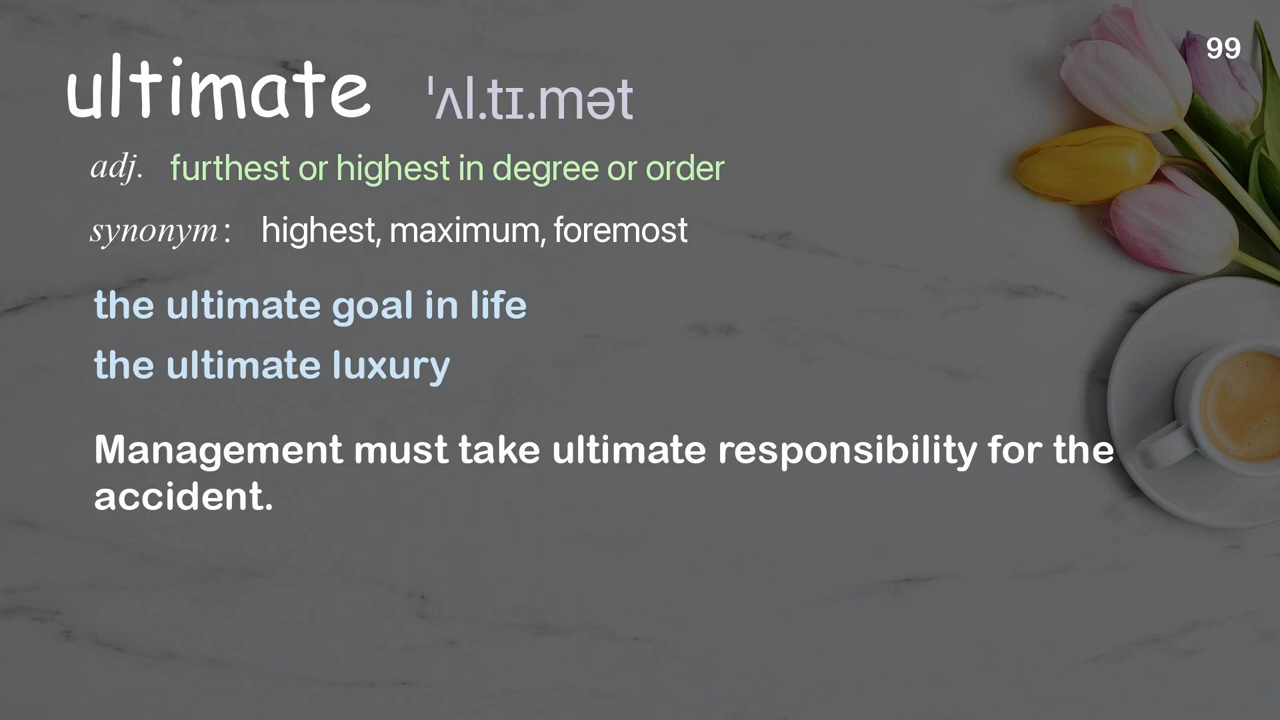 99
ultimate ˈʌl.tɪ.mət
adj. furthest or highest in degree or order
synonym: highest, maximum, foremost
the ultimate goal in life
the ultimate luxury
Management must take ultimate responsibility for the
accident.